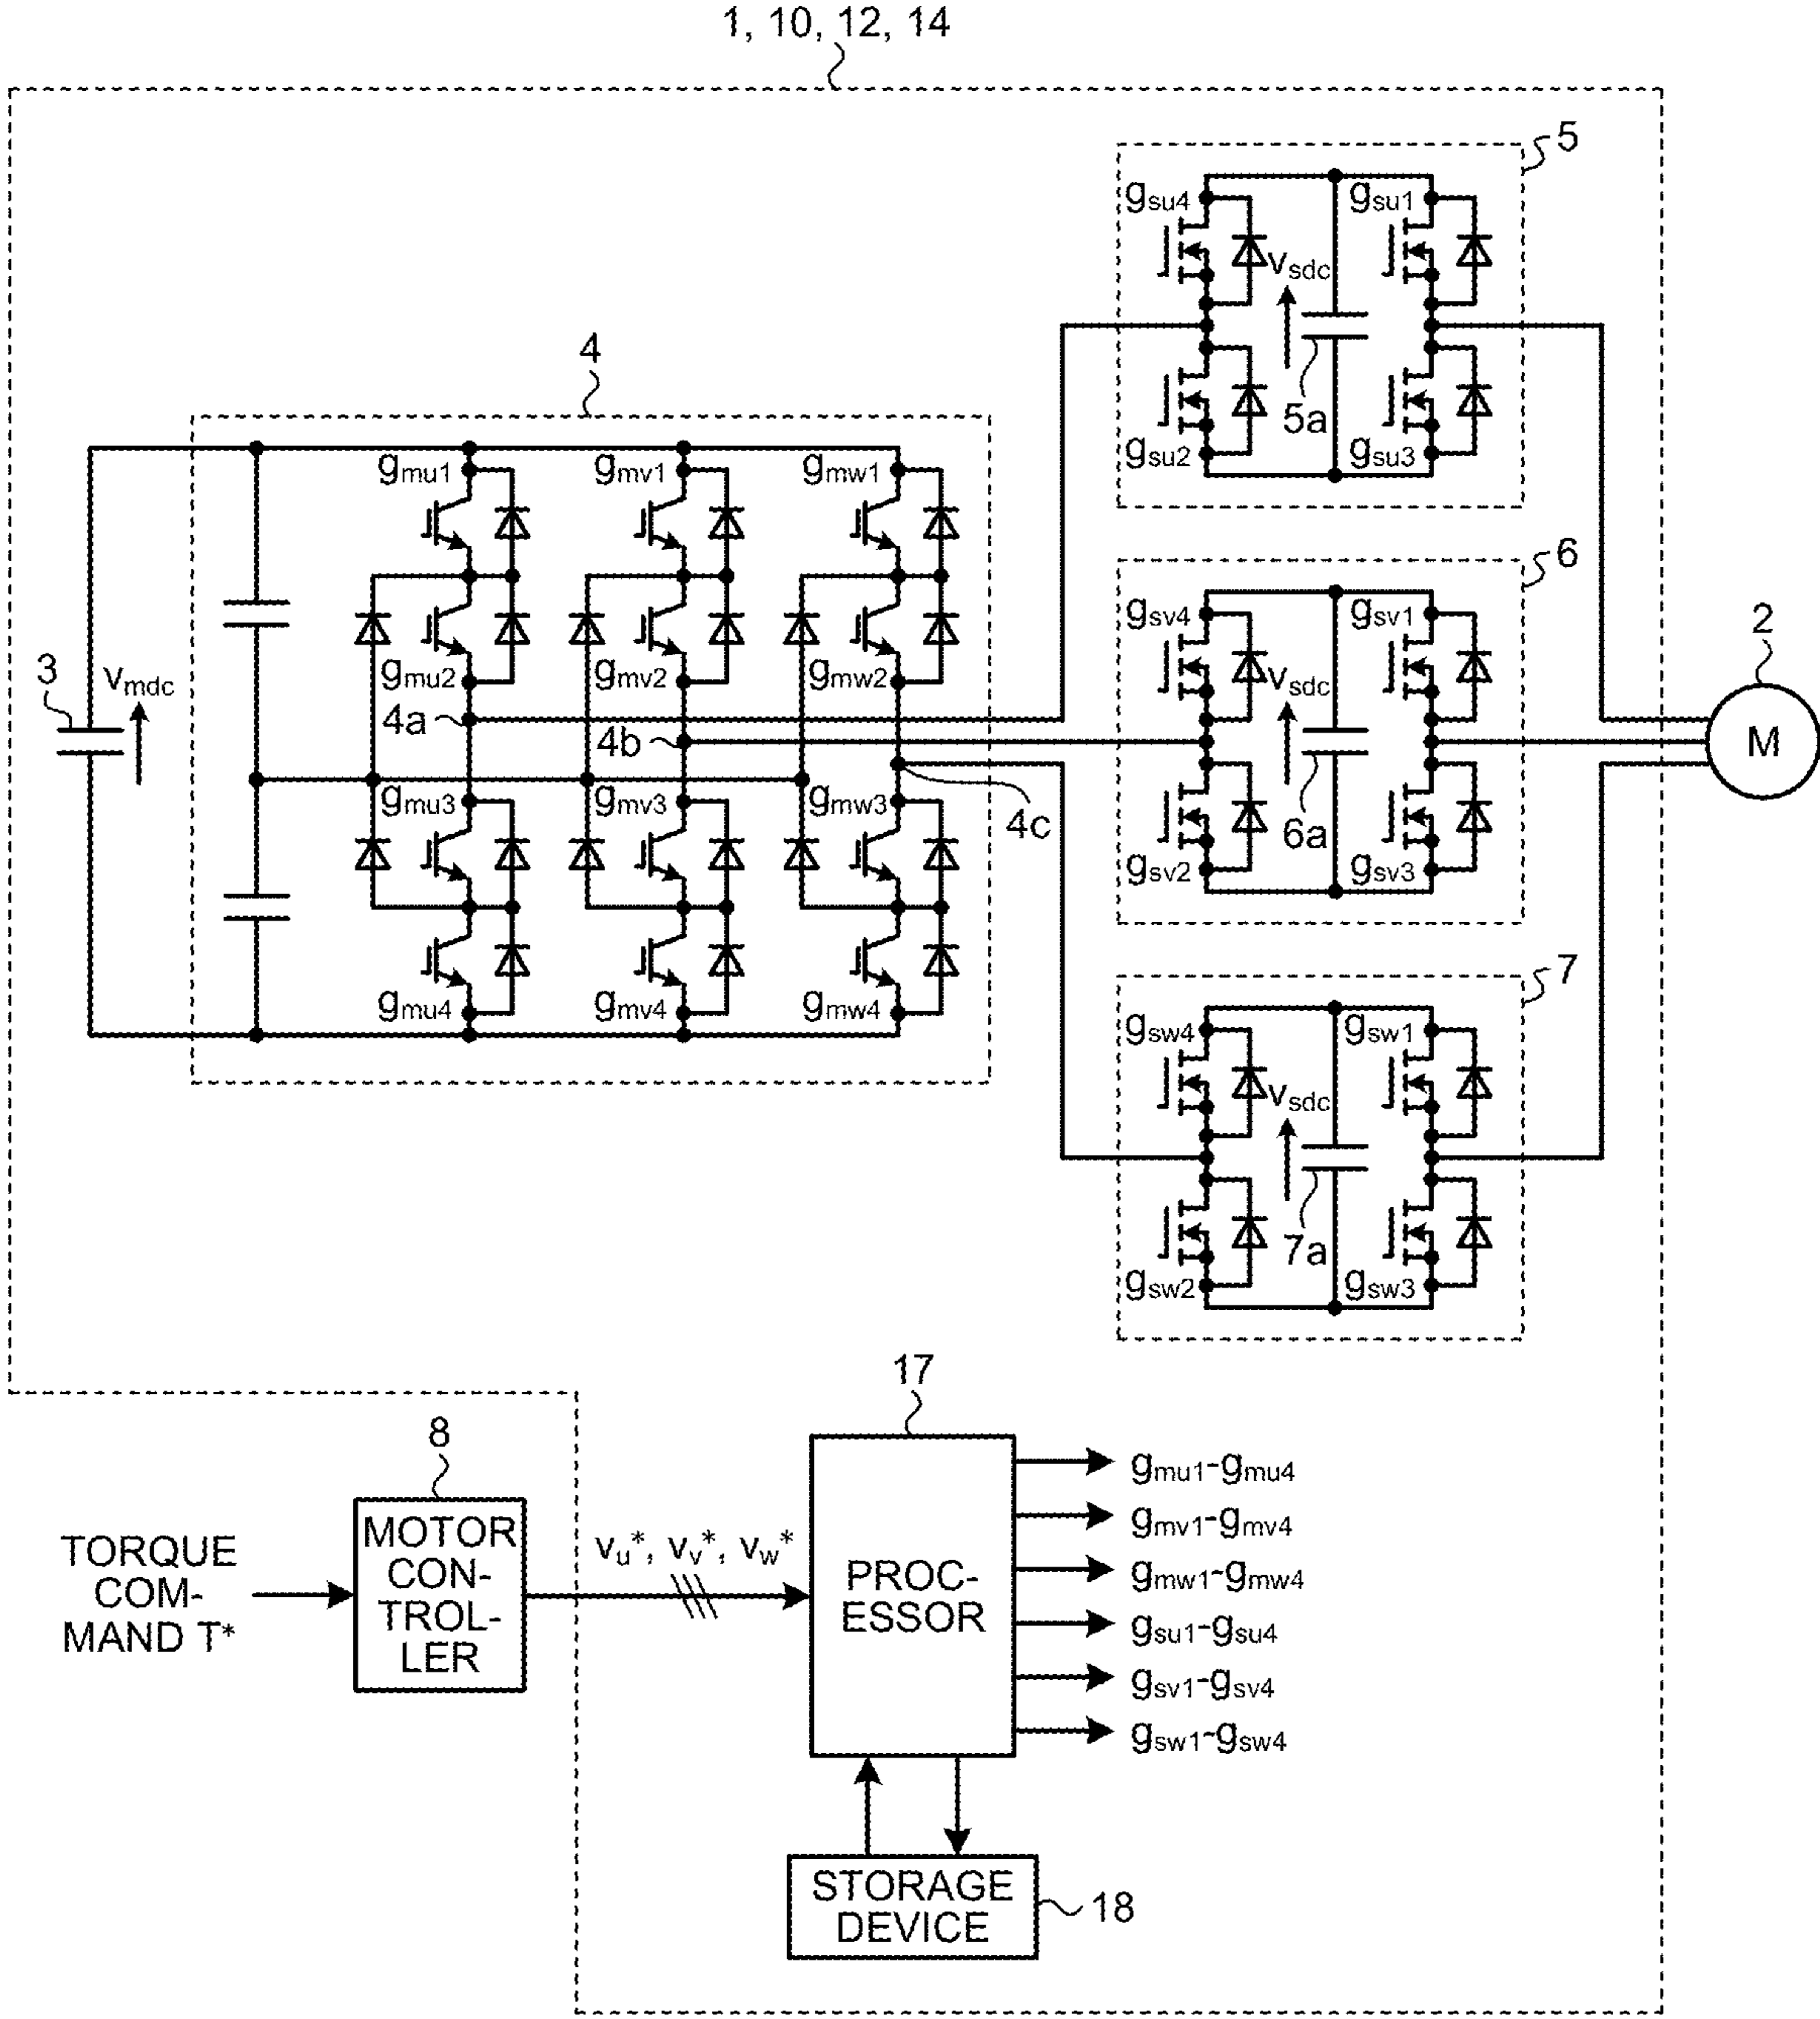 1, 10, 12, 14
5
gsu4
gsu1
vsdc
5a
gsu2
gsu3
4
gmu1
gmv1
gmw1
6
gsv4
gsv1
2
3
vmdc
gmu2
gmv2
gmw2
vsdc
4a
4b
M
gmu3
gmv3
gmw3
4c
6a
gsv2
gsv3
7
gmu4
gmv4
gmw4
gsw4
gsw1
vsdc
7a
gsw2
gsw3
17
8
gmu1-gmu4
TORQUE
COM-
MAND T*
MOTOR
CON-
TROL-
LER
vu*, vv*, vw*
PROC-
ESSOR
gmv1-gmv4
gmw1-gmw4
gsu1-gsu4
gsv1-gsv4
gsw1-gsw4
STORAGE
DEVICE
18